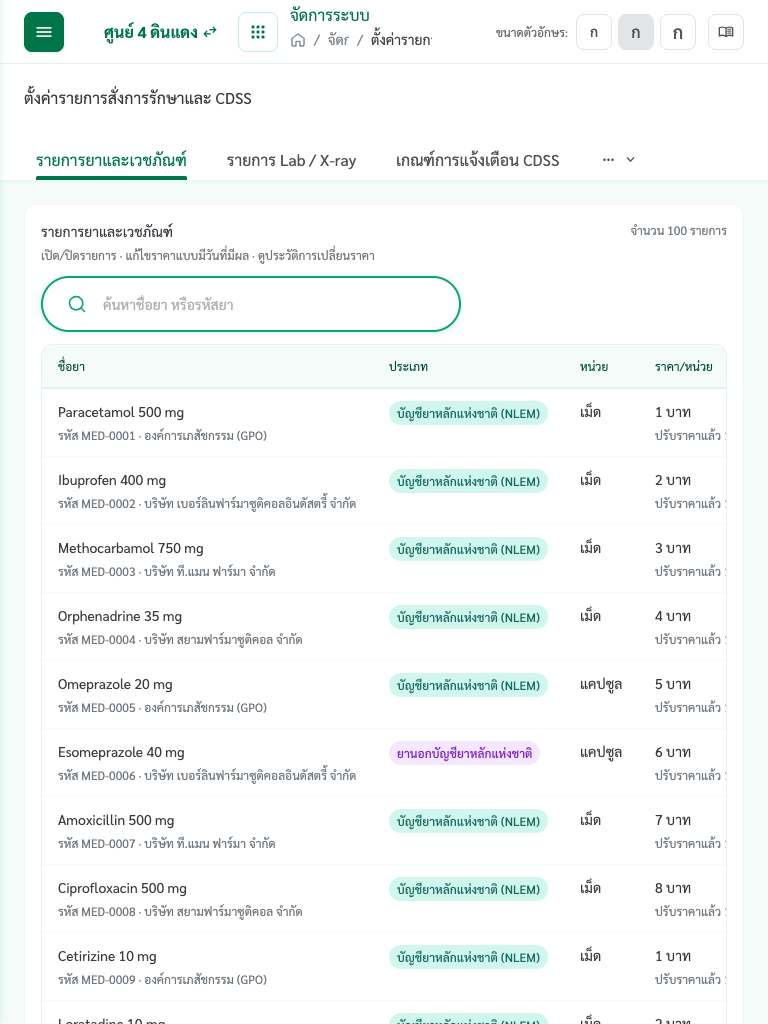 ศูนย์ 4 ดินแดง
จัดการระบบ
/ จัดก / ตั้งค่ารายก
ขนาดตัวอักษร: ก ก ก
ตั้งค่ารายการสั่งการรักษาและ CDSS
รายการยาและเวชภัณฑ์ รายการ Lab / X-ray เกณฑ์การแจ้งเตือน CDSS ...
รายการยาและเวชภัณฑ์ จำนวน 100 รายการ
เปิด/ปิดรายการ · แก้ไขราคาแบบมีวันที่มีผล · ดูประวัติการเปลี่ยนราคา
ค้นหาชื่อยา หรือรหัสยา
ชื่อยา ประเภท หน่วย ราคา/หน่วย
Paracetamol 500 mg บัญชียาหลักแห่งชาติ (NLEM) เม็ด 1 บาท
รหัส MED-0001 · องค์การเภสัชกรรม (GPO) ปรับราคาแล้ว
Ibuprofen 400 mg บัญชียาหลักแห่งชาติ (NLEM) เม็ด 2 บาท
รหัส MED-0002 · บริษัท เบอร์ลินฟาร์มาซูติคอลอินดัสตรี้ จำกัด ปรับราคาแล้ว
Methocarbamol 750 mg บัญชียาหลักแห่งชาติ (NLEM) เม็ด 3 บาท
รหัส MED-0003 · บริษัท ที.แมน ฟาร์มา จำกัด ปรับราคาแล้ว
Orphenadrine 35 mg บัญชียาหลักแห่งชาติ (NLEM) เม็ด 4 บาท
รหัส MED-0004 · บริษัท สยามฟาร์มาซูติคอล จำกัด ปรับราคาแล้ว
Omeprazole 20 mg บัญชียาหลักแห่งชาติ (NLEM) แคปซูล 5 บาท
รหัส MED-0005 · องค์การเภสัชกรรม (GPO) ปรับราคาแล้ว
Esomeprazole 40 mg ยานอกบัญชียาหลักแห่งชาติ แคปซูล 6 บาท
รหัส MED-0006 · บริษัท เบอร์ลินฟาร์มาซูติคอลอินดัสตรี้ จำกัด ปรับราคาแล้ว
Amoxicillin 500 mg บัญชียาหลักแห่งชาติ (NLEM) เม็ด 7 บาท
รหัส MED-0007 · บริษัท ที.แมน ฟาร์มา จำกัด ปรับราคาแล้ว
Ciprofloxacin 500 mg บัญชียาหลักแห่งชาติ (NLEM) เม็ด 8 บาท
รหัส MED-0008 · บริษัท สยามฟาร์มาซูติคอล จำกัด ปรับราคาแล้ว
Cetirizine 10 mg บัญชียาหลักแห่งชาติ (NLEM) เม็ด 1 บาท
รหัส MED-0009 · องค์การเภสัชกรรม (GPO) ปรับราคาแล้ว
Loratadine 10 mg บัญชียาหลักแห่งชาติ (NLEM) เม็ด 2 บาท